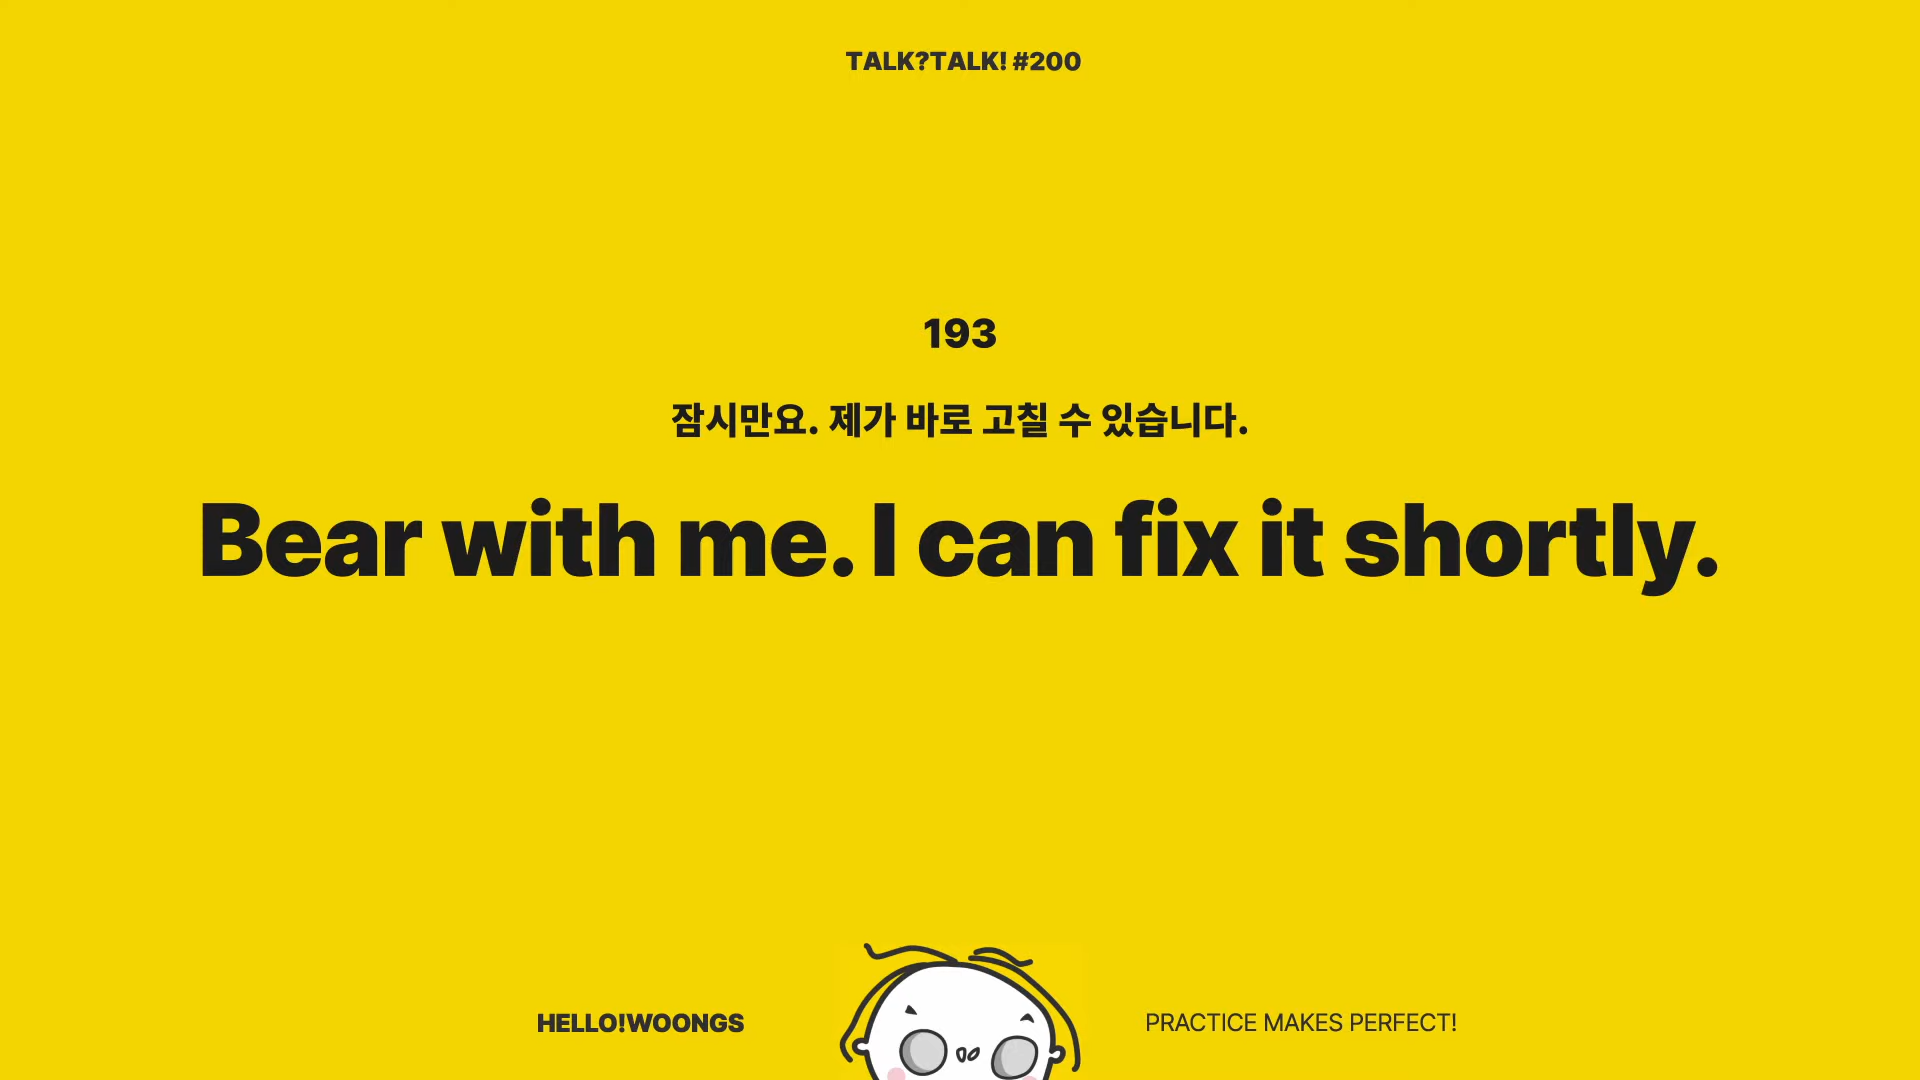 TALK?TALK! #200
193
잠시만요. 제가 바로 고칠 수 있습니다.
Bear with me. I can fix it shortly.
HELLO!WOONGS
PRACTICE MAKES PERFECT!